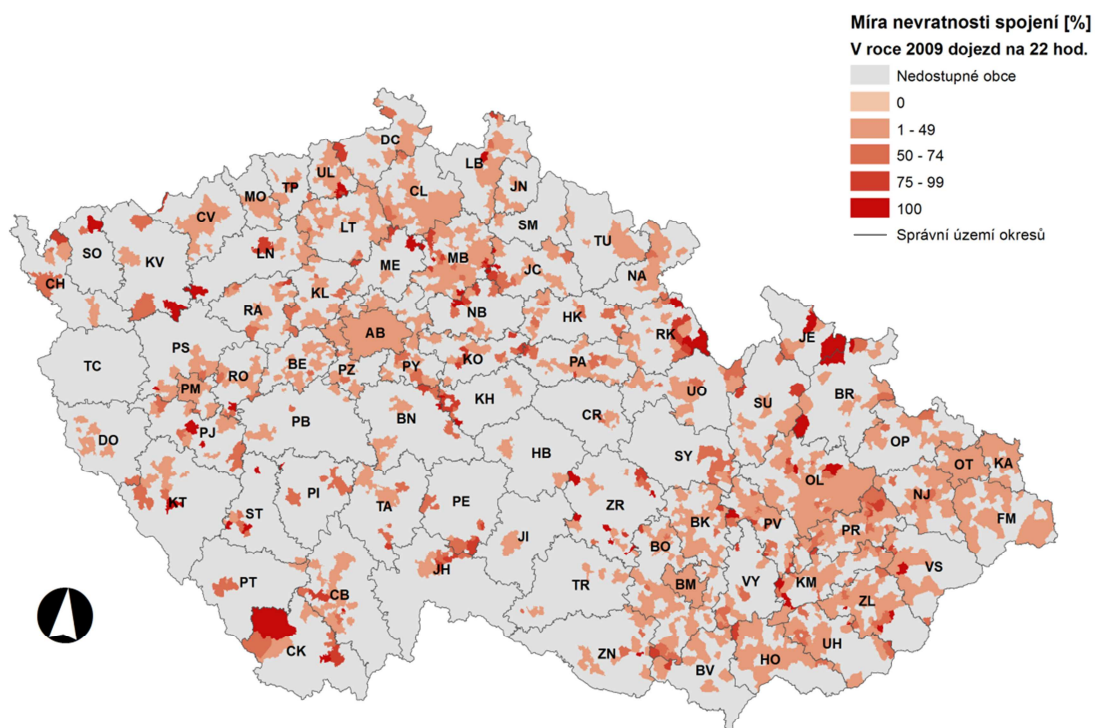 Míra nevratnosti spojení [%]
V roce 2009 dojezd na 22 hod.
Nedostupné obce
0
1 - 49
50 - 74
75 - 99
100
Správní území okresů
DC
LB
UL
TP
MO
CL
JN
CV
LT
SM
TU
SO
KV
LN
MB
ME
JC
NA
CH
KL
RA
NB
HK
RK
AB
JE
PS
TC
BE
PZ
PY
KO
PA
RO
PM
KH
UO
SU
BR
PB
BN
CR
DO
PJ
OP
HB
SY
OT
KA
OL
KT
PI
TA
PE
ZR
NJ
ST
BK
PV
FM
PR
JI
BO
JH
VS
PT
CB
TR
BM
VY
KM
ZL
CK
ZN
BV
HO
UH